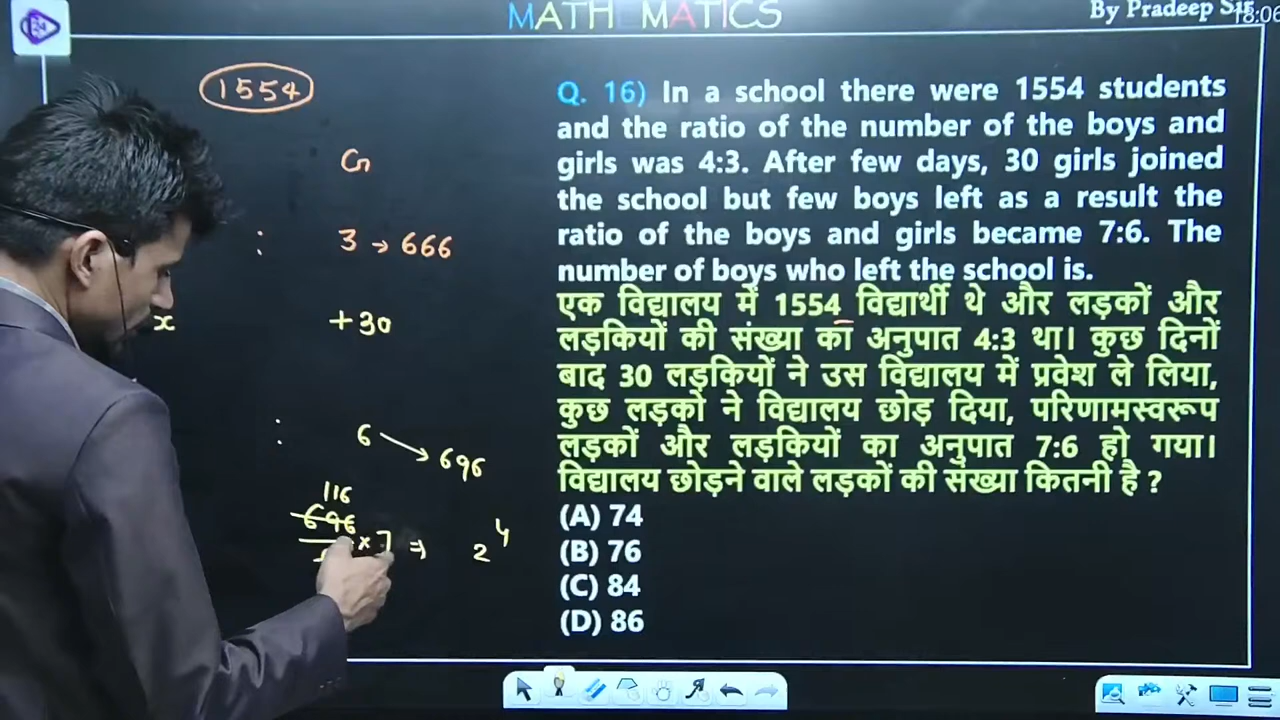 MATHEMATICS
By Pradeep Sir
18:06
1554
G
: 3 → 666
x +30
: 6 → 696
116
696
× 7 ⇒ 2 4
Q. 16) In a school there were 1554 students
and the ratio of the number of the boys and
girls was 4:3. After few days, 30 girls joined
the school but few boys left as a result the
ratio of the boys and girls became 7:6. The
number of boys who left the school is.
एक विद्यालय में 1554 विद्यार्थी थे और लड़कों और
लड़कियों की संख्या का अनुपात 4:3 था। कुछ दिनों
बाद 30 लड़कियों ने उस विद्यालय में प्रवेश ले लिया,
कुछ लड़कों ने विद्यालय छोड़ दिया, परिणामस्वरूप
लड़कों और लड़कियों का अनुपात 7:6 हो गया।
विद्यालय छोड़ने वाले लड़कों की संख्या कितनी है ?
(A) 74
(B) 76
(C) 84
(D) 86